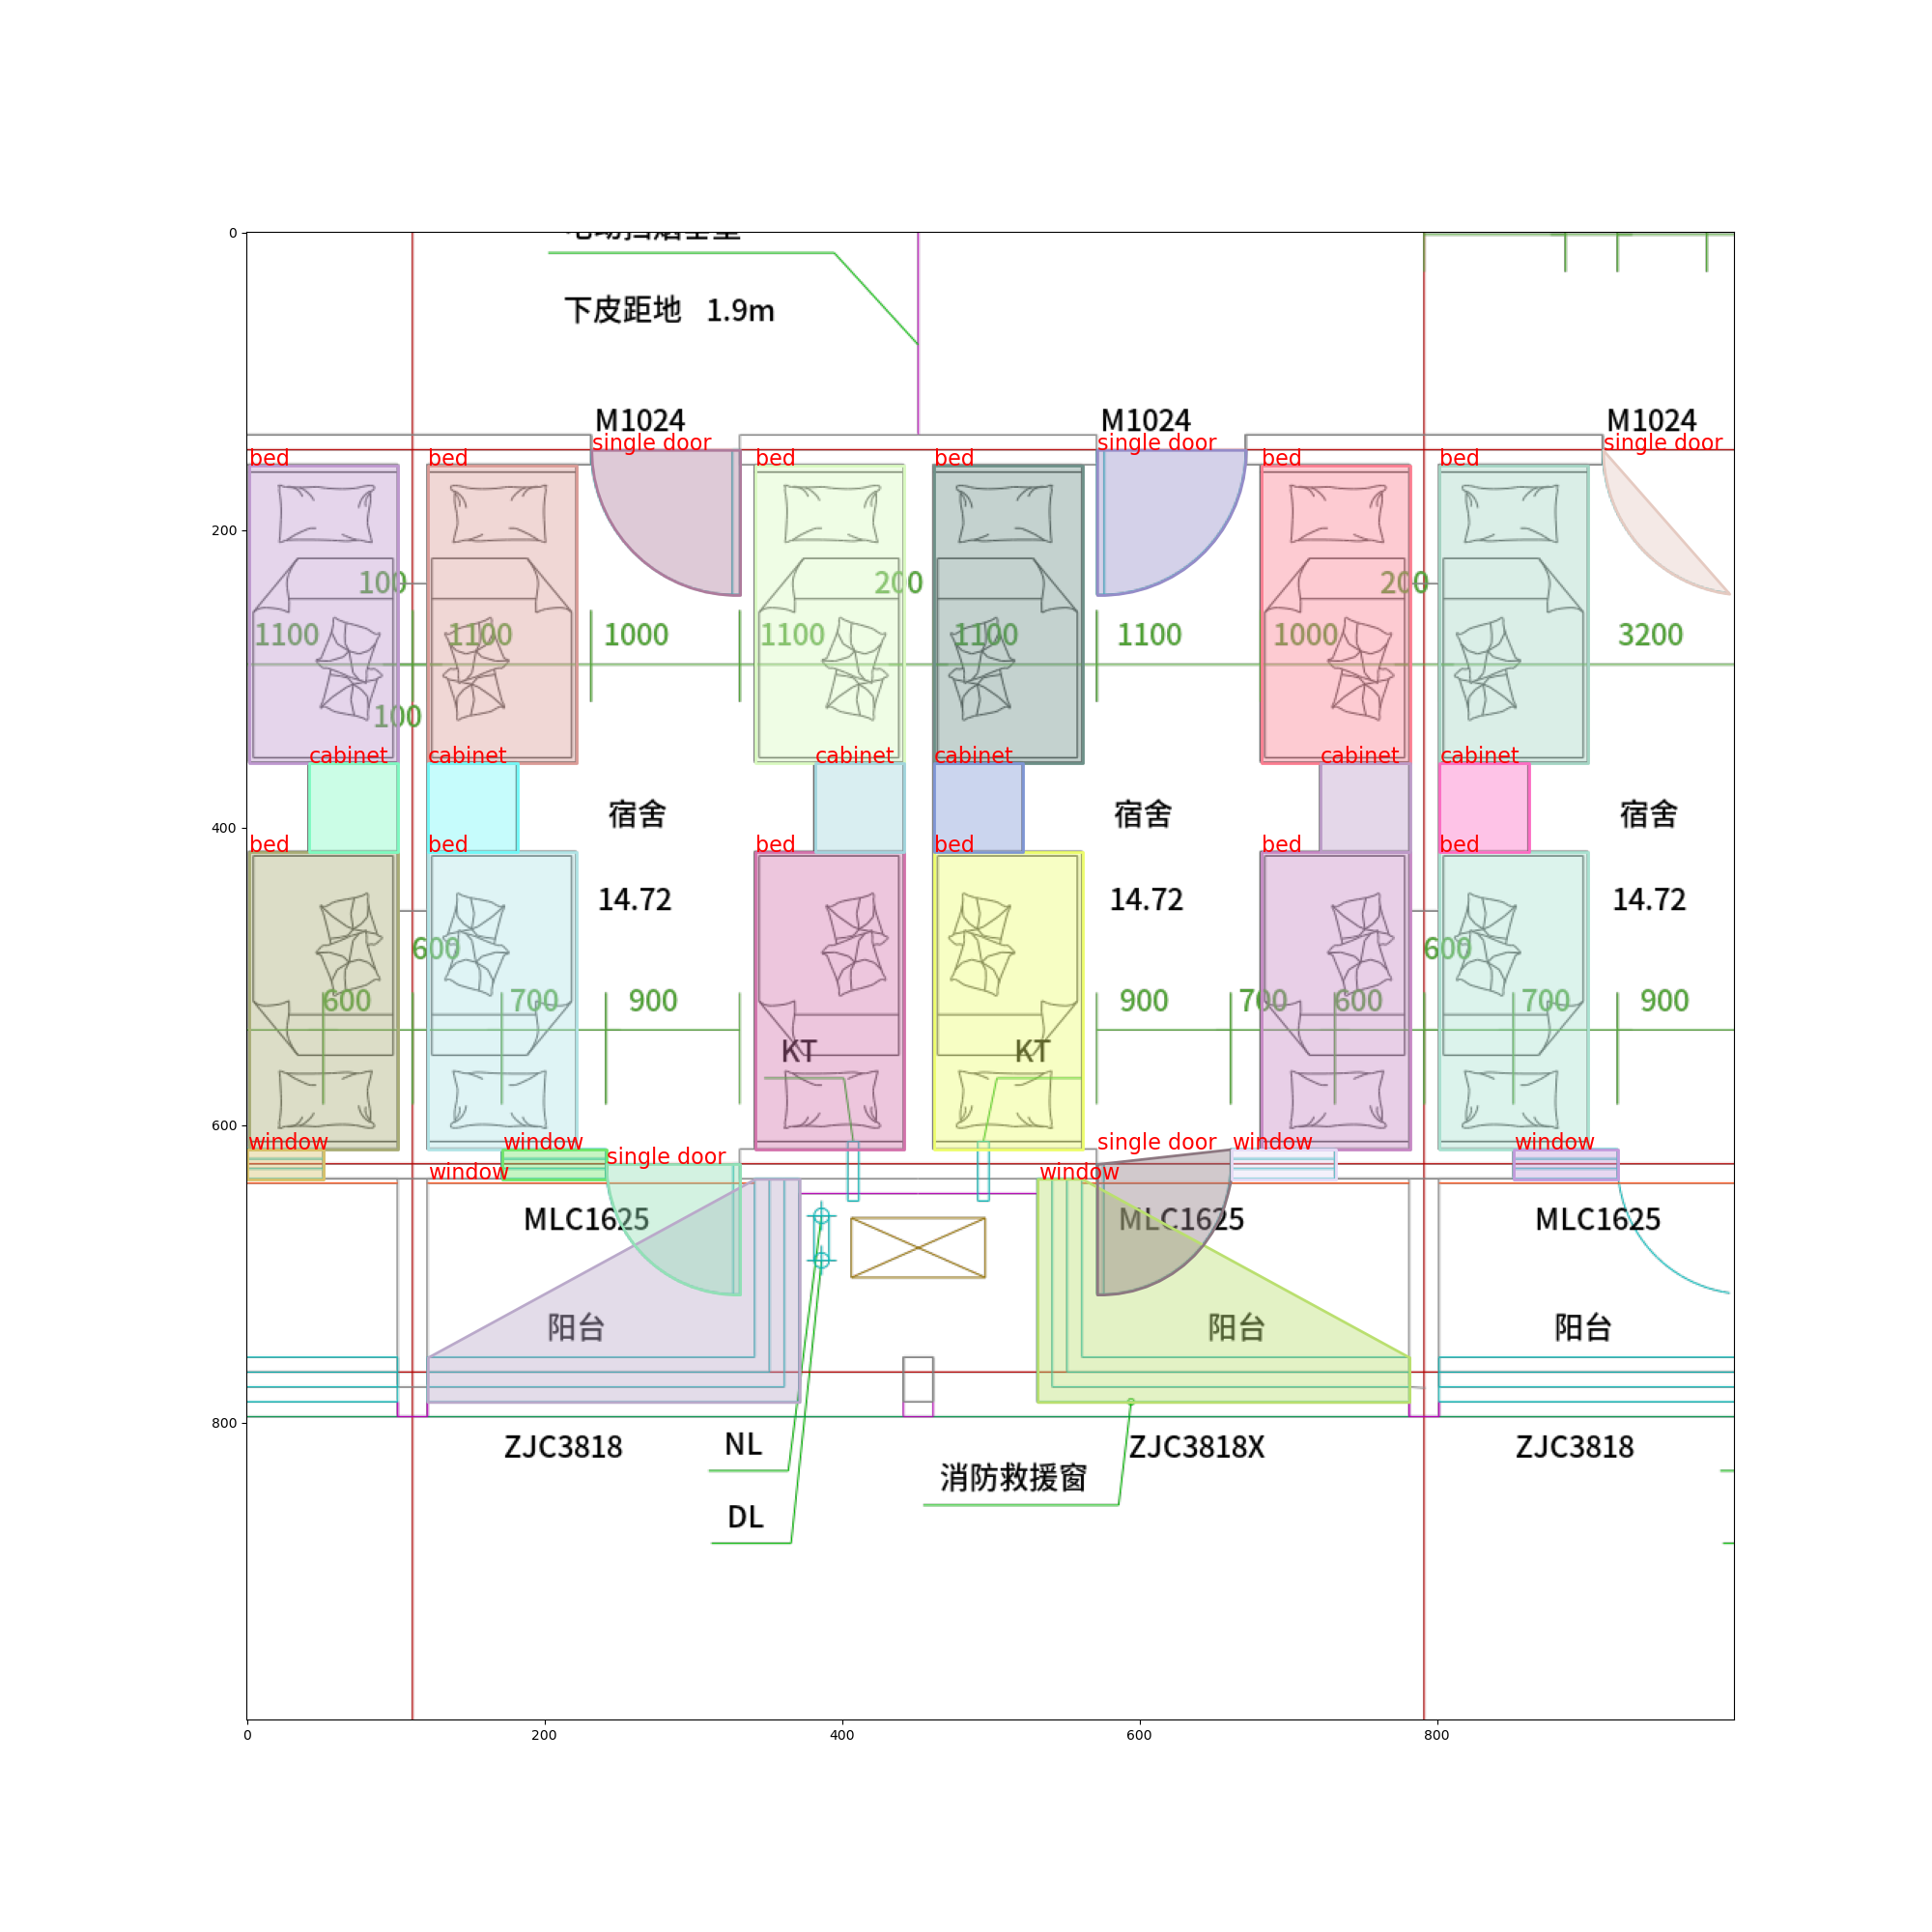 0
下皮距地 1.9m
M1024 M1024 M1024
single door single door single door
bed bed bed bed bed bed
200
100 200 200
1100 1100 1000 1100 1100 1100 1000 3200
100
cabinet cabinet cabinet cabinet cabinet cabinet
宿舍 宿舍 宿舍
400
bed bed bed bed bed bed
14.72 14.72 14.72
600 600
600 700 900 900 700 600 700 900
KT KT
600
window window single door window window
single door
window window
MLC1625 MLC1625 MLC1625
阳台 阳台 阳台
800
ZJC3818 NL ZJC3818X ZJC3818
消防救援窗
DL
0 200 400 600 800